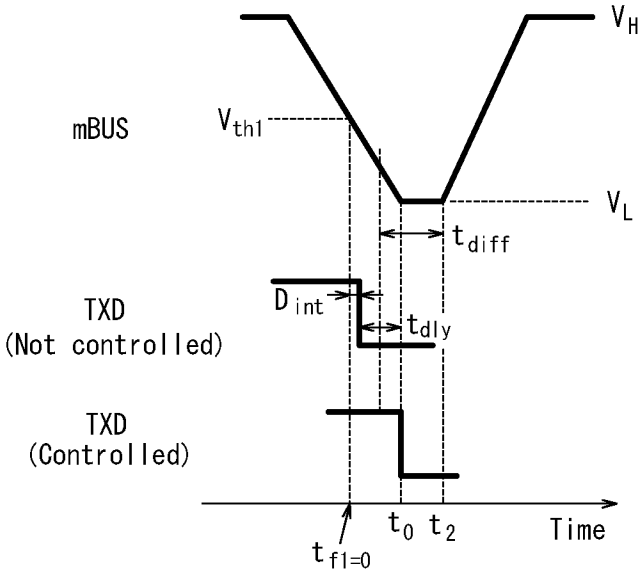 V_H
mBUS
V_th1
V_L
t_diff
D_int
TXD
(Not controlled)
t_dly
TXD
(Controlled)
t_0
t_2
Time
t_f1=0